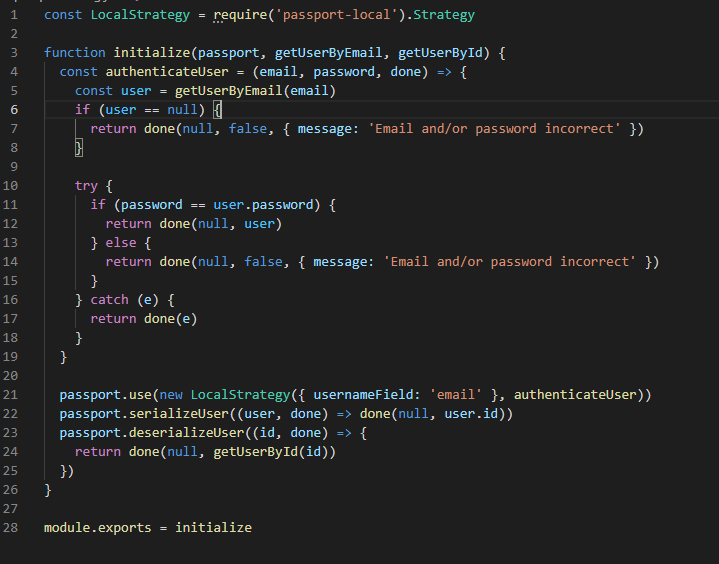 1 const LocalStrategy = require('passport-local').Strategy
2
3 function initialize(passport, getUserByEmail, getUserById) {
4   const authenticateUser = (email, password, done) => {
5     const user = getUserByEmail(email)
6     if (user == null) {
7       return done(null, false, { message: 'Email and/or password incorrect' })
8     }
9
10     try {
11       if (password == user.password) {
12         return done(null, user)
13       } else {
14         return done(null, false, { message: 'Email and/or password incorrect' })
15       }
16     } catch (e) {
17       return done(e)
18     }
19   }
20
21   passport.use(new LocalStrategy({ usernameField: 'email' }, authenticateUser))
22   passport.serializeUser((user, done) => done(null, user.id))
23   passport.deserializeUser((id, done) => {
24     return done(null, getUserById(id))
25   })
26 }
27
28 module.exports = initialize